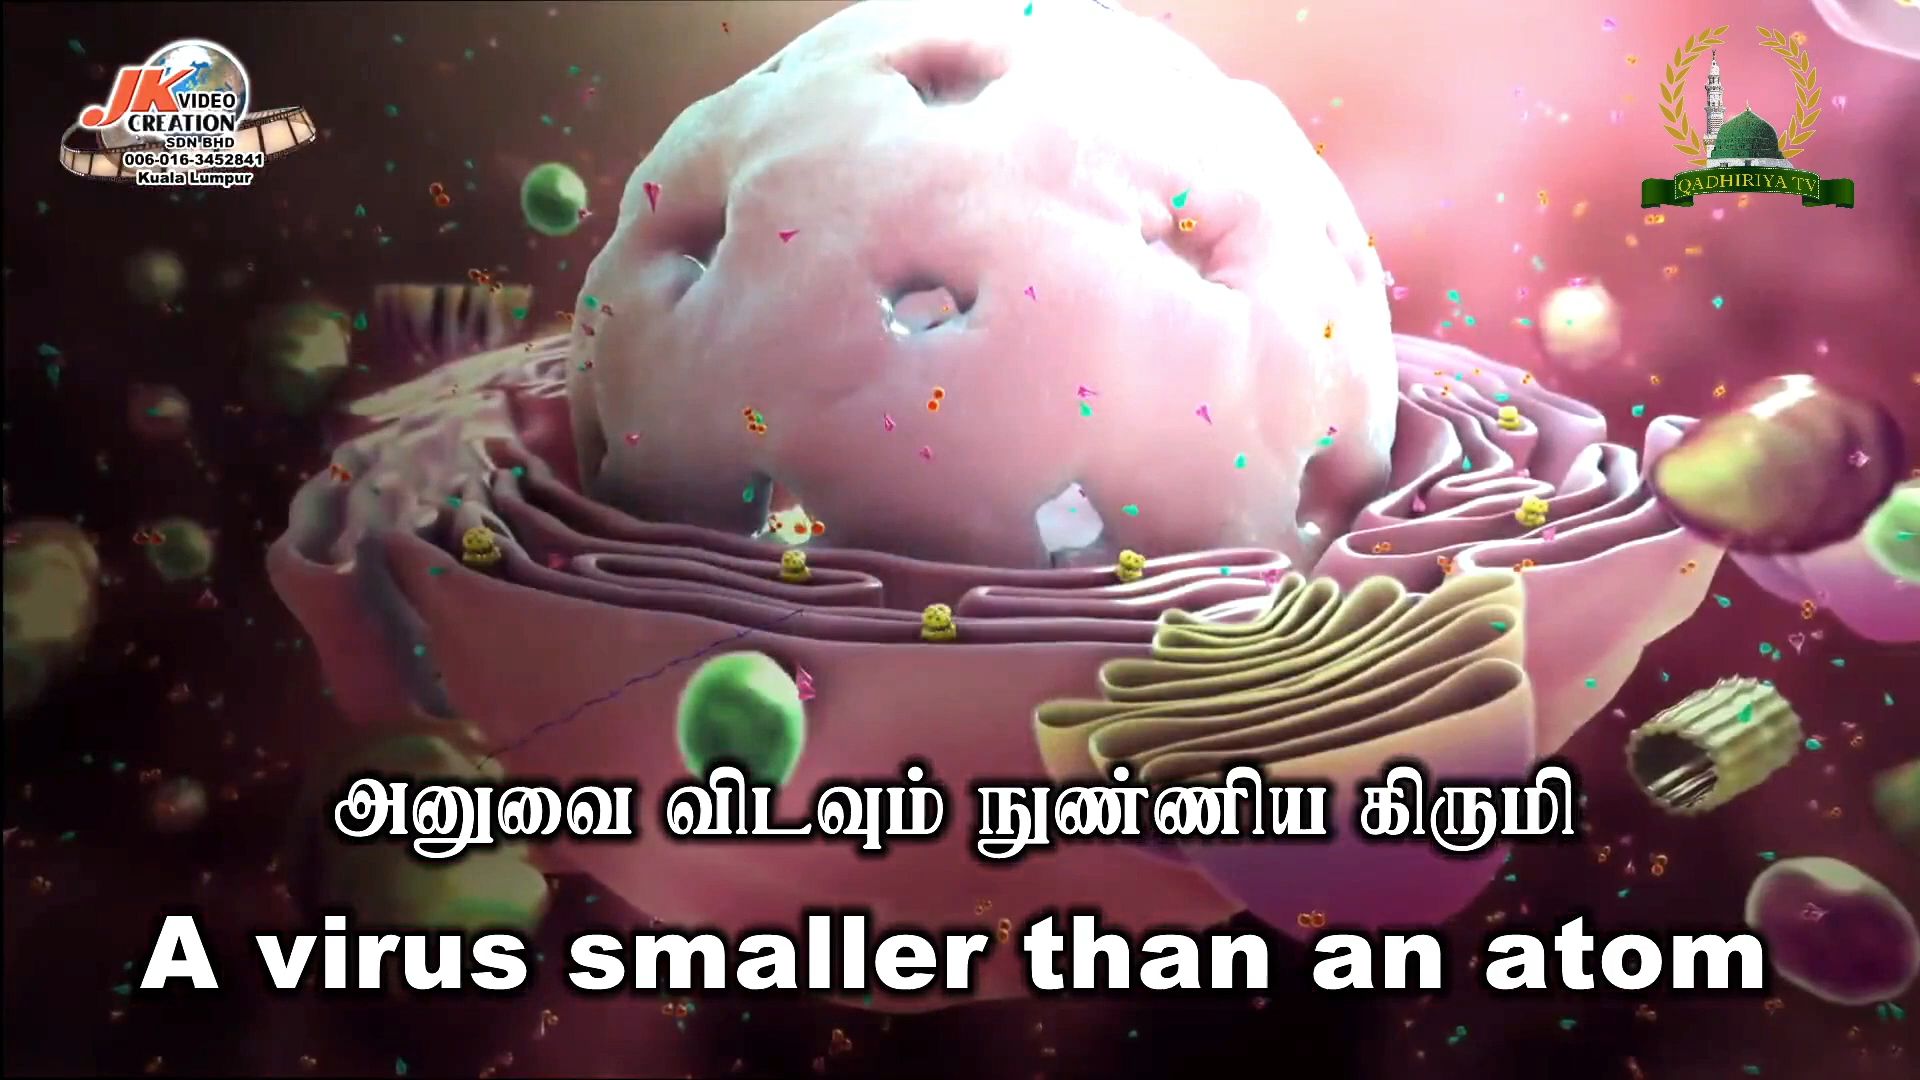 JK VIDEO
CREATION
SDN BHD
006-016-3452841
Kuala Lumpur
QADHIRIYA TV
அனுவை விடவும் நுண்ணிய கிருமி
A virus smaller than an atom